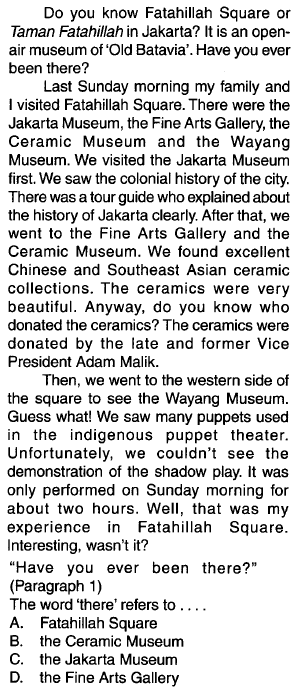 Do you know Fatahillah Square or
Taman Fatahillah in Jakarta? It is an open-
air museum of 'Old Batavia'. Have you ever
been there?
Last Sunday morning my family and
I visited Fatahillah Square. There were the
Jakarta Museum, the Fine Arts Gallery, the
Ceramic Museum and the Wayang
Museum. We visited the Jakarta Museum
first. We saw the colonial history of the city.
There was a tour guide who explained about
the history of Jakarta clearly. After that, we
went to the Fine Arts Gallery and the
Ceramic Museum. We found excellent
Chinese and Southeast Asian ceramic
collections. The ceramics were very
beautiful. Anyway, do you know who
donated the ceramics? The ceramics were
donated by the late and former Vice
President Adam Malik.
Then, we went to the western side of
the square to see the Wayang Museum.
Guess what! We saw many puppets used
in the indigenous puppet theater.
Unfortunately, we couldn't see the
demonstration of the shadow play. It was
only performed on Sunday morning for
about two hours. Well, that was my
experience in Fatahillah Square.
Interesting, wasn't it?
"Have you ever been there?"
(Paragraph 1)
The word 'there' refers to ....
A. Fatahillah Square
B. the Ceramic Museum
C. the Jakarta Museum
D. the Fine Arts Gallery